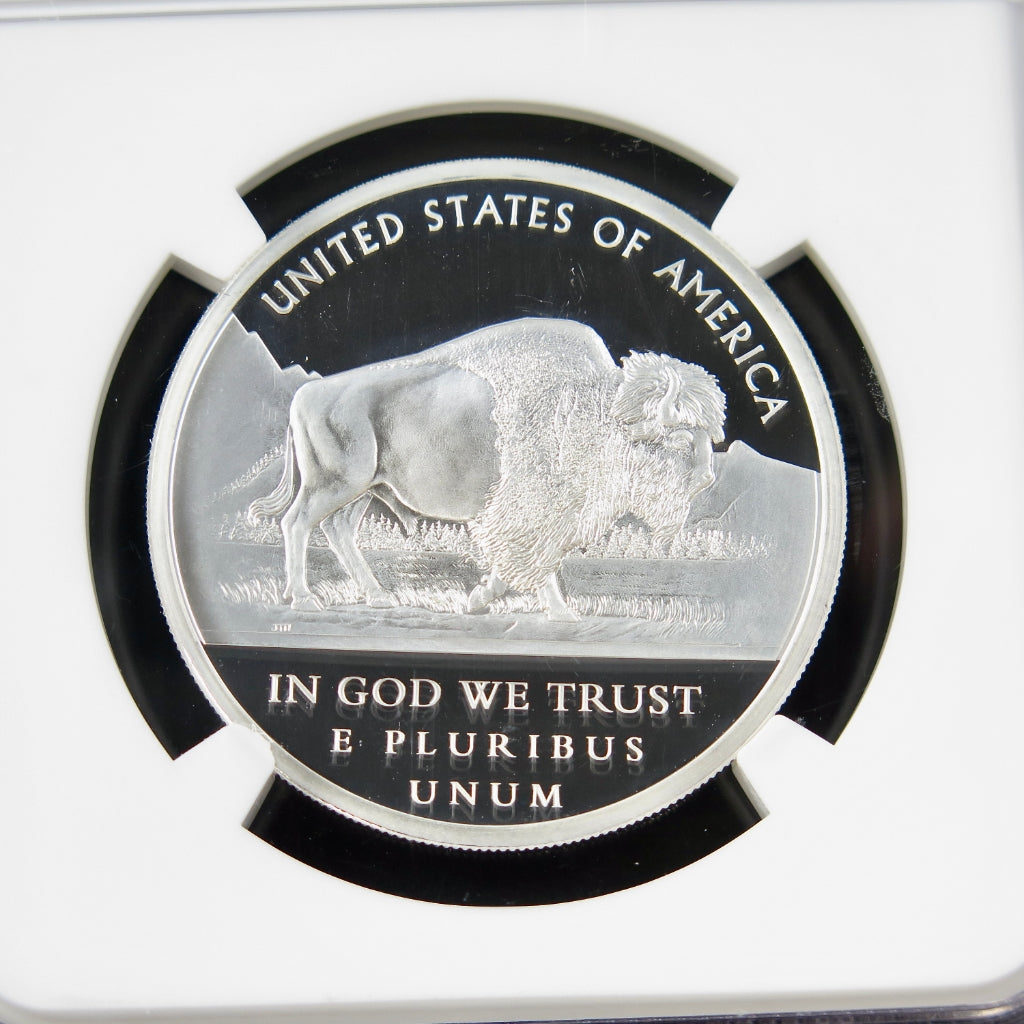 UNITED STATES OF AMERICA
IN GOD WE TRUST
E PLURIBUS
UNUM